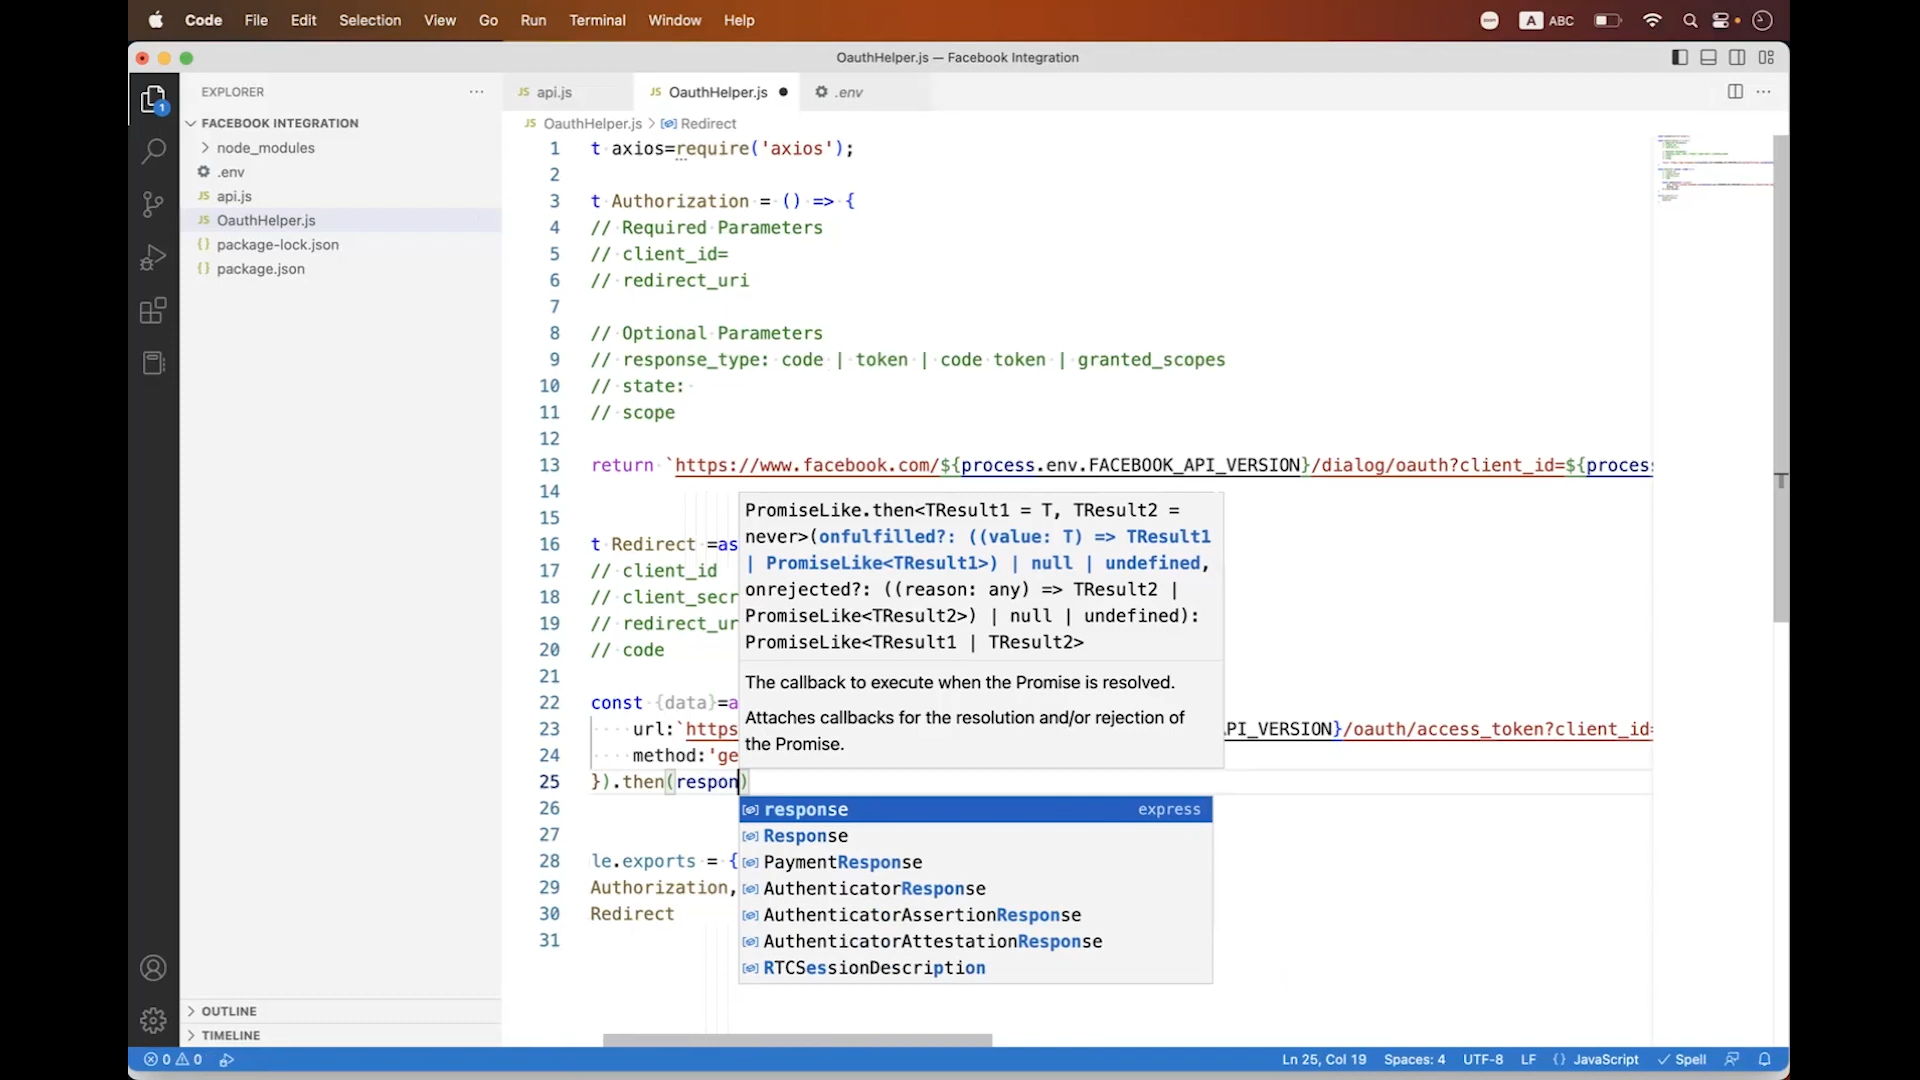 Code File Edit Selection View Go Run Terminal Window Help
A ABC
OauthHelper.js — Facebook Integration
EXPLORER
JS api.js
JS OauthHelper.js
.env
JS OauthHelper.js > Redirect
1
FACEBOOK INTEGRATION
node_modules
.env
JS api.js
JS OauthHelper.js
{} package-lock.json
{} package.json
1 t axios=require('axios');
2
3 t Authorization = () => {
4 // Required Parameters
5 // client_id=
6 // redirect_uri
7
8 // Optional Parameters
9 // response_type: code | token | code token | granted_scopes
10 // state:
11 // scope
12
13 return `https://www.facebook.com/${process.env.FACEBOOK_API_VERSION}/dialog/oauth?client_id=${proces
14
15
16 t Redirect =as
17 // client_id
18 // client_secr
19 // redirect_ur
20 // code
21
22 const {data}=a
23 url:`https PI_VERSION}/oauth/access_token?client_id=
24 method:'ge
25 }).then(respon)
26
27
28 le.exports = {
29 Authorization,
30 Redirect
31
PromiseLike.then<TResult1 = T, TResult2 =
never>(onfulfilled?: ((value: T) => TResult1
| PromiseLike<TResult1>) | null | undefined,
onrejected?: ((reason: any) => TResult2 |
PromiseLike<TResult2>) | null | undefined):
PromiseLike<TResult1 | TResult2>
The callback to execute when the Promise is resolved.
Attaches callbacks for the resolution and/or rejection of
the Promise.
response express
Response
PaymentResponse
AuthenticatorResponse
AuthenticatorAssertionResponse
AuthenticatorAttestationResponse
RTCSessionDescription
OUTLINE
TIMELINE
0 0
Ln 25, Col 19 Spaces: 4 UTF-8 LF {} JavaScript Spell